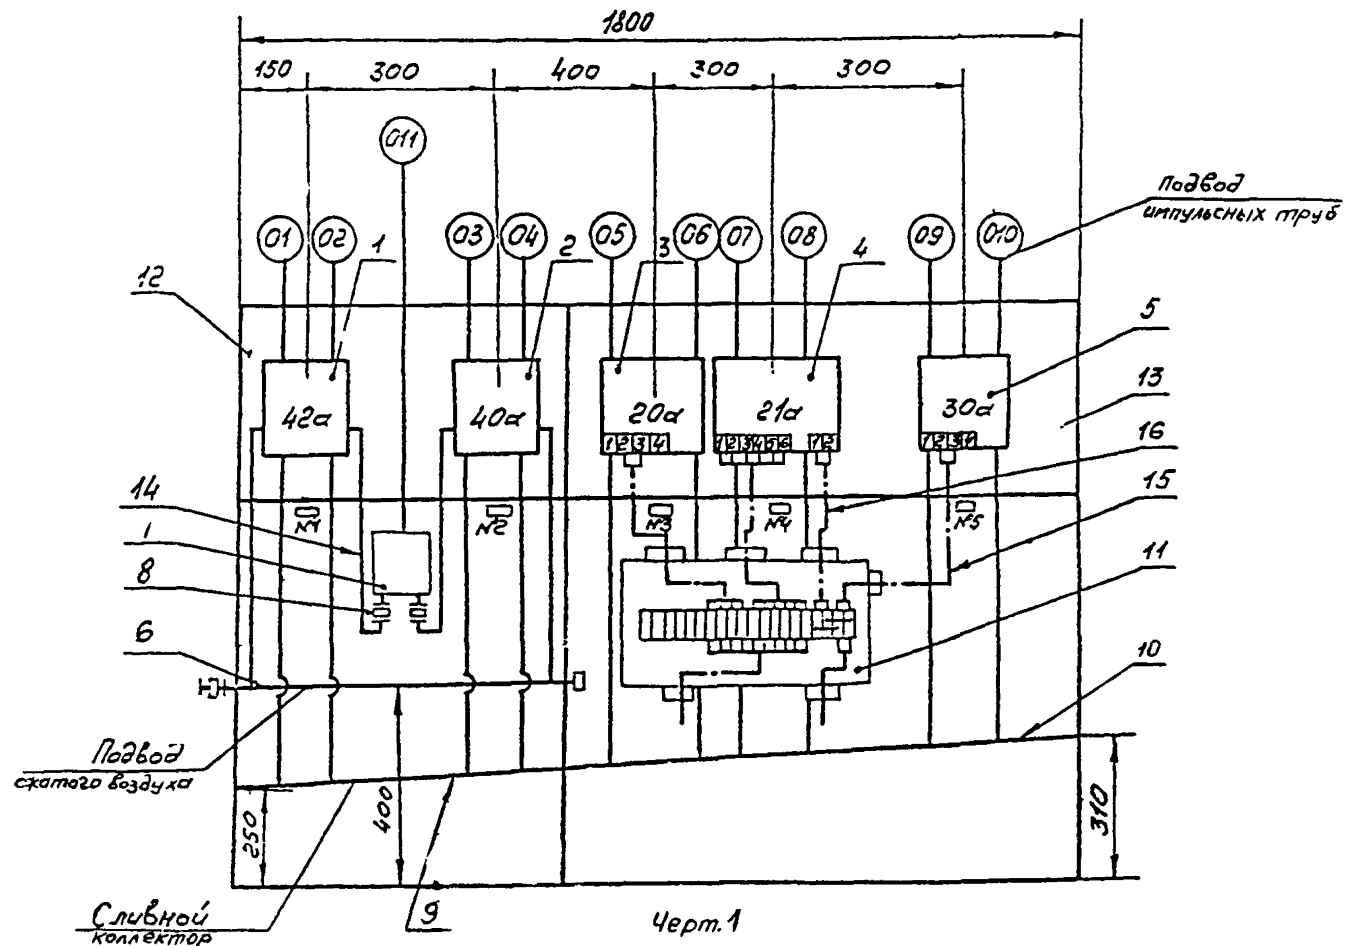 1800
150 300 400 300 300
011
Подвод
импульсных труб
01 02 1 03 04 2 05 3 06 07 08 4 09 010
12
5
13
42а 40а 20а 21а 30а
1 2 3 4
1 2 3 4 5 6 1 2
1 2 3 4
16
14
15
№1 №2 №3 №4 №5
1
11
8
6
10
Подвод
сжатого воздуха
250
400
310
Сливной
коллектор
9
Черт. 1